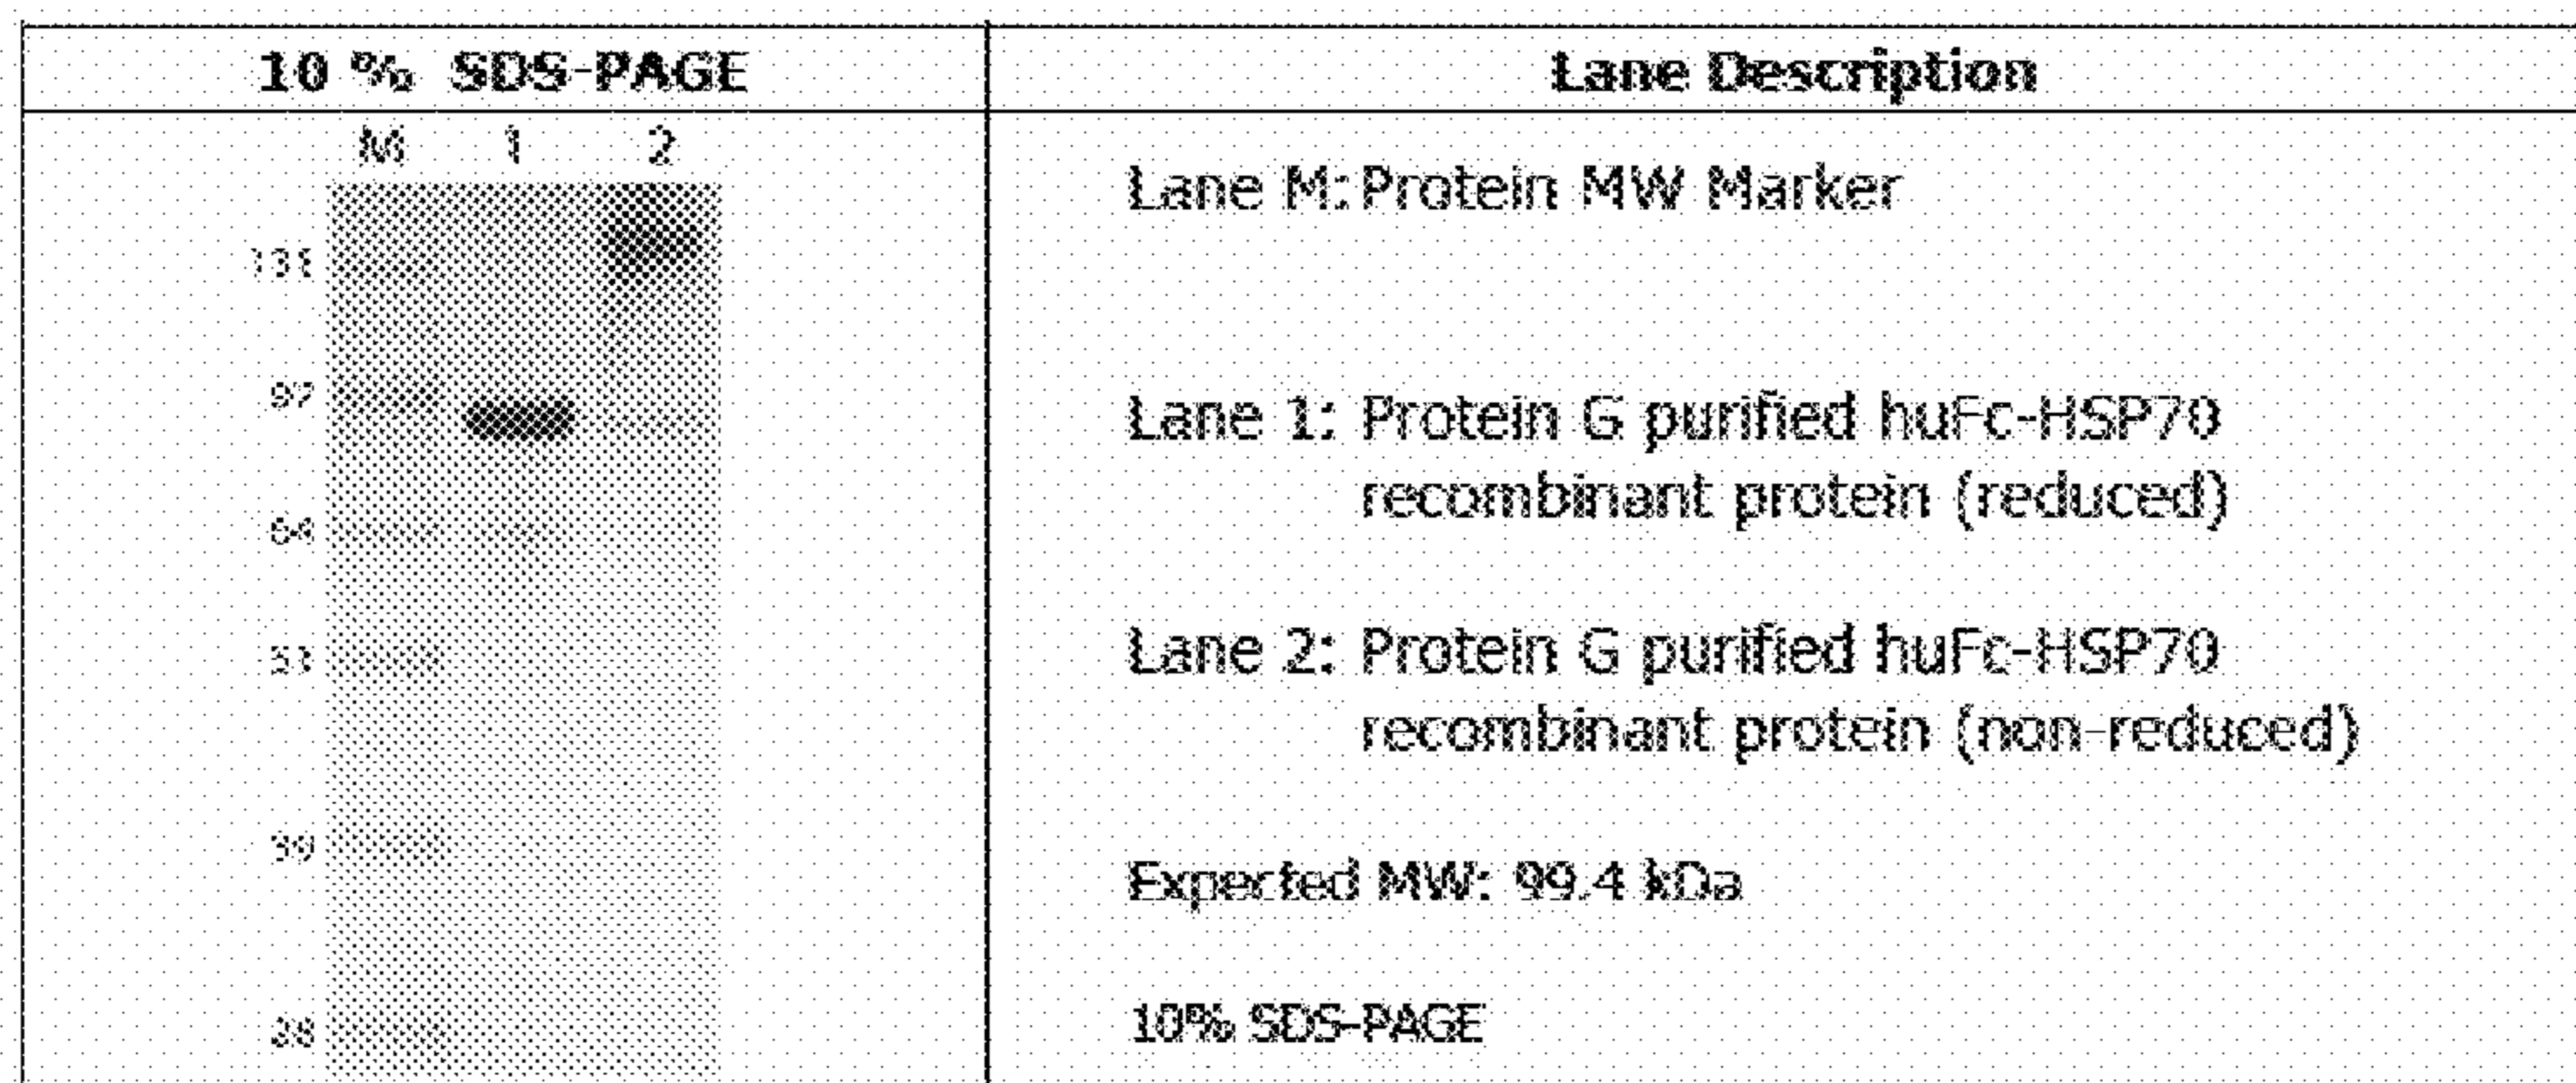 10 % SDS-PAGE
Lane Description
M 1 2
Lane M: Protein MW Marker
97
Lane 1: Protein G purified huFc-HSP70
recombinant protein (reduced)
64
51
Lane 2: Protein G purified huFc-HSP70
recombinant protein (non-reduced)
39
Expected MW: 99.4 kDa
28
10% SDS-PAGE